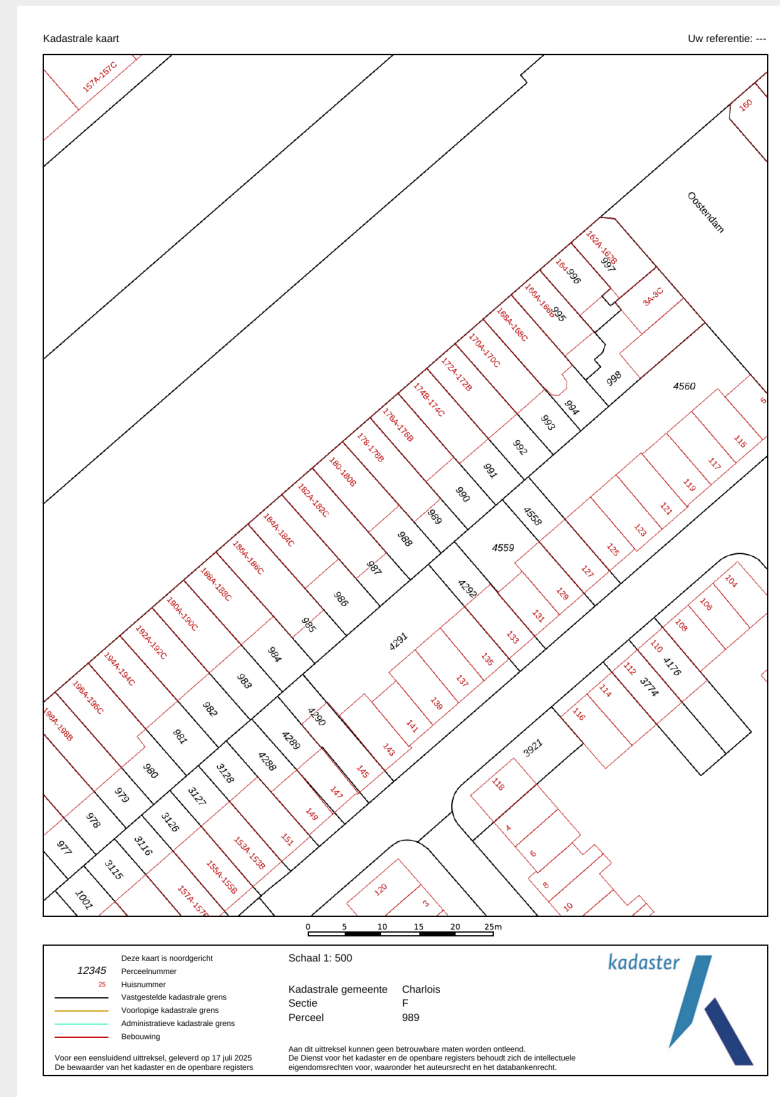 Kadastrale kaart
Uw referentie: ---
157A-157C
160
Oostendam
162A-162B
997
164
996
3A-3C
166A-166B
995
168A-168C
170A-170C
998
4560
172A-172B
994
174B-174C
993
115
176A-176B
992
117
178-178B
991
119
180-180B
990
121
182A-182C
989
4558
123
184A-184C
988
4559
125
186A-186C
987
127
104
188A-188C
986
4292
129
106
190A-190C
985
131
108
192A-192C
984
4291
133
110
4176
194A-194C
983
135
112
3774
196A-196C
982
4290
137
114
198A-198B
981
4289
139
116
980
3128
4288
141
3921
979
3127
143
978
3126
147
145
118
977
3116
149
4
3115
153A-153B
151
6
1001
155A-155B
120
8
3
10
0 5 10 15 20 25m
Deze kaart is noordgericht
12345 Perceelnummer
25 Huisnummer
Vastgestelde kadastrale grens
Voorlopige kadastrale grens
Administratieve kadastrale grens
Bebouwing
Voor een eensluidend uittreksel, geleverd op 17 juli 2025
De bewaarder van het kadaster en de openbare registers
Schaal 1: 500
Kadastrale gemeente Charlois
Sectie F
Perceel 989
Aan dit uittreksel kunnen geen betrouwbare maten worden ontleend.
De Dienst voor het kadaster en de openbare registers behoudt zich de intellectuele
eigendomsrechten voor, waaronder het auteursrecht en het databankenrecht.
kadaster